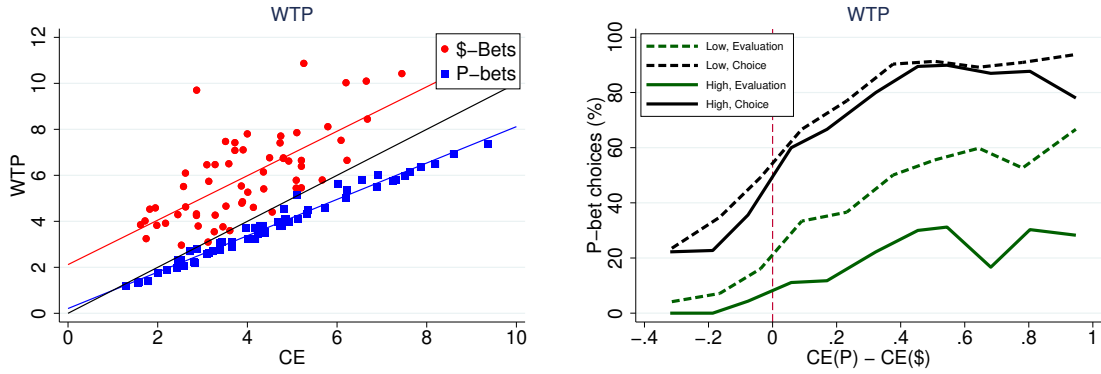 WTP
12
10
8
6
4
2
0
WTP
$−Bets
P−bets
0
2
4
6
8
10
CE
WTP
100
80
60
40
20
0
P−bet choices (%)
Low, Evaluation
Low, Choice
High, Evaluation
High, Choice
−.4
−.2
0
.2
.4
.6
.8
1
CE(P) − CE($)